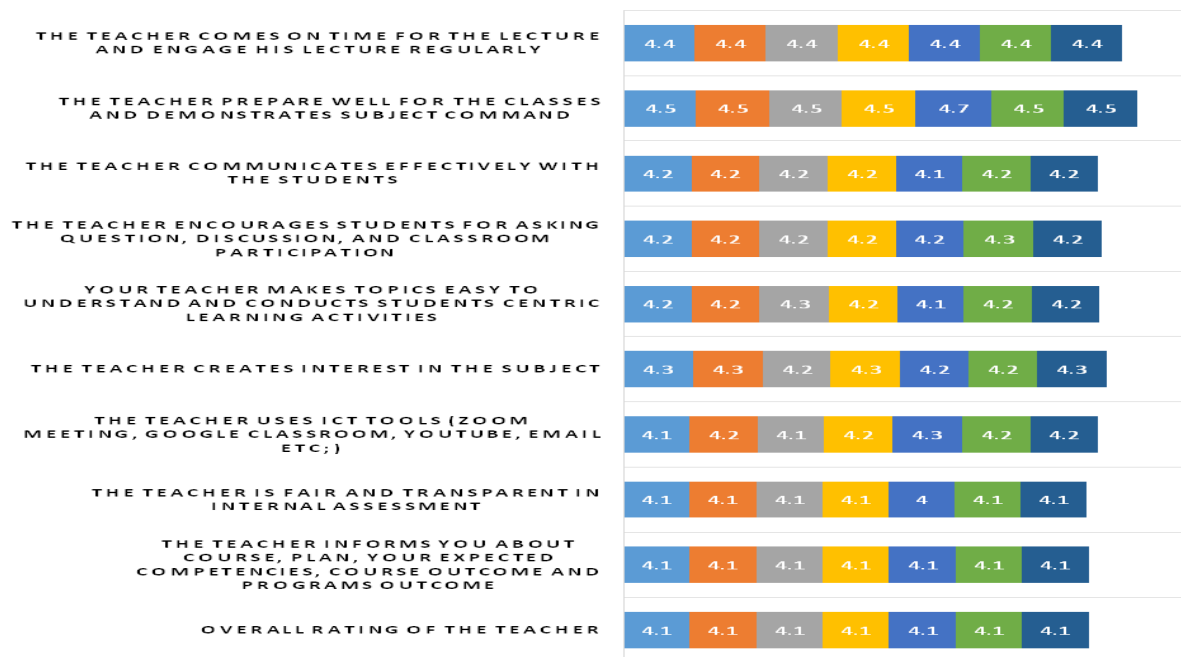 THE TEACHER COMES ON TIME FOR THE LECTURE
AND ENGAGE HIS LECTURE REGULARLY
4.4 4.4 4.4 4.4 4.4 4.4 4.4
THE TEACHER PREPARE WELL FOR THE CLASSES
AND DEMONSTRATES SUBJECT COMMAND
4.5 4.5 4.5 4.5 4.7 4.5 4.5
THE TEACHER COMMUNICATES EFFECTIVELY WITH
THE STUDENTS
4.2 4.2 4.2 4.2 4.1 4.2 4.2
THE TEACHER ENCOURAGES STUDENTS FOR ASKING
QUESTION, DISCUSSION, AND CLASSROOM
PARTICIPATION
4.2 4.2 4.2 4.2 4.2 4.3 4.2
YOUR TEACHER MAKES TOPICS EASY TO
UNDERSTAND AND CONDUCTS STUDENTS CENTRIC
LEARNING ACTIVITIES
4.2 4.2 4.3 4.2 4.1 4.2 4.2
THE TEACHER CREATES INTEREST IN THE SUBJECT
4.3 4.3 4.2 4.3 4.2 4.2 4.3
THE TEACHER USES ICT TOOLS (ZOOM
MEETING, GOOGLE CLASSROOM, YOUTUBE, EMAIL
ETC;)
4.1 4.2 4.1 4.2 4.3 4.2 4.2
THE TEACHER IS FAIR AND TRANSPARENT IN
INTERNAL ASSESSMENT
4.1 4.1 4.1 4.1 4 4.1 4.1
THE TEACHER INFORMS YOU ABOUT
COURSE, PLAN, YOUR EXPECTED
COMPETENCIES, COURSE OUTCOME AND
PROGRAMS OUTCOME
4.1 4.1 4.1 4.1 4.1 4.1 4.1
OVERALL RATING OF THE TEACHER
4.1 4.1 4.1 4.1 4.1 4.1 4.1